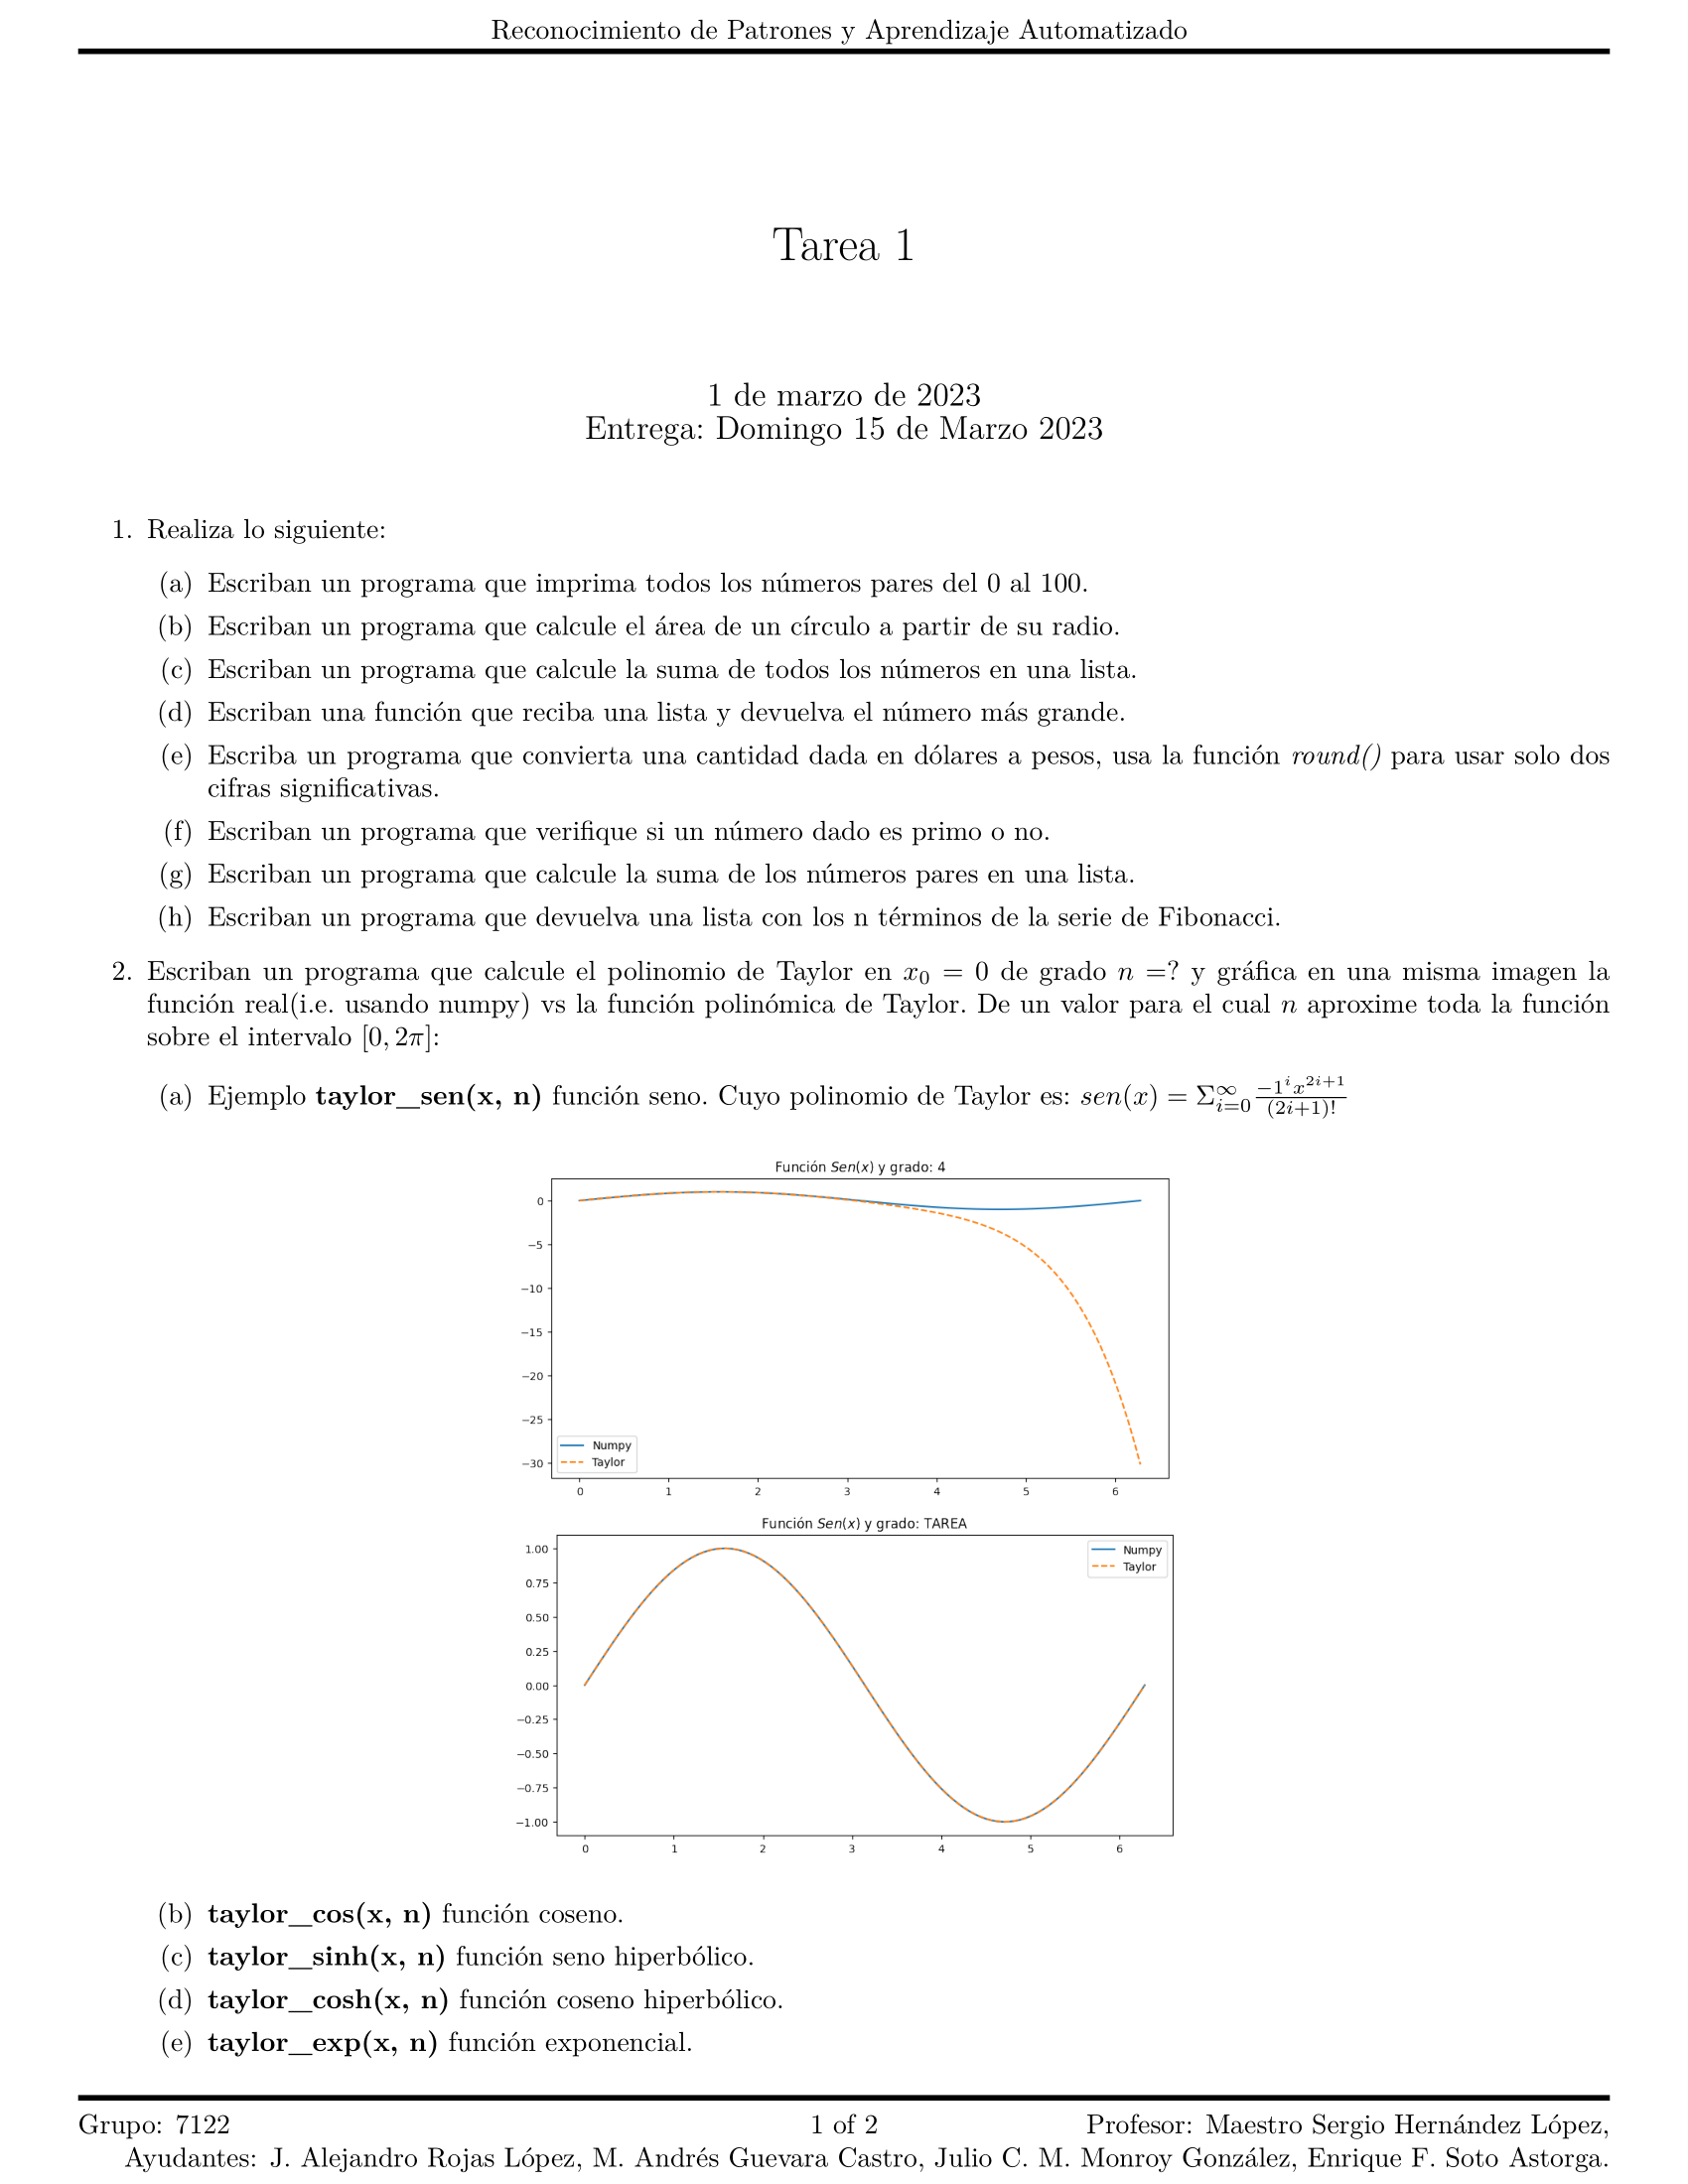 Reconocimiento de Patrones y Aprendizaje Automatizado
Tarea 1
1 de marzo de 2023
Entrega: Domingo 15 de Marzo 2023
1. Realiza lo siguiente:
(a) Escriban un programa que imprima todos los números pares del 0 al 100.
(b) Escriban un programa que calcule el área de un círculo a partir de su radio.
(c) Escriban un programa que calcule la suma de todos los números en una lista.
(d) Escriban una función que reciba una lista y devuelva el número más grande.
(e) Escriba un programa que convierta una cantidad dada en dólares a pesos, usa la función round() para usar solo dos
cifras significativas.
(f) Escriban un programa que verifique si un número dado es primo o no.
(g) Escriban un programa que calcule la suma de los números pares en una lista.
(h) Escriban un programa que devuelva una lista con los n términos de la serie de Fibonacci.
2. Escriban un programa que calcule el polinomio de Taylor en $x_0 = 0$ de grado $n =?$ y gráfica en una misma imagen la
función real(i.e. usando numpy) vs la función polinómica de Taylor. De un valor para el cual $n$ aproxime toda la función
sobre el intervalo $[0, 2\pi]$:
(a) Ejemplo taylor_sen(x, n) función seno. Cuyo polinomio de Taylor es: $sen(x) = \Sigma_{i=0}^{\infty} \frac{-1^i x^{2i+1}}{(2i+1)!}$
Función Sen(x) y grado: 4
0
−5
−10
−15
−20
−25
−30
Numpy
Taylor
0 1 2 3 4 5 6
Función Sen(x) y grado: TAREA
Numpy
Taylor
1.00
0.75
0.50
0.25
0.00
−0.25
−0.50
−0.75
−1.00
0 1 2 3 4 5 6
(b) taylor_cos(x, n) función coseno.
(c) taylor_sinh(x, n) función seno hiperbólico.
(d) taylor_cosh(x, n) función coseno hiperbólico.
(e) taylor_exp(x, n) función exponencial.
Grupo: 7122 1 of 2 Profesor: Maestro Sergio Hernández López,
Ayudantes: J. Alejandro Rojas López, M. Andrés Guevara Castro, Julio C. M. Monroy González, Enrique F. Soto Astorga.